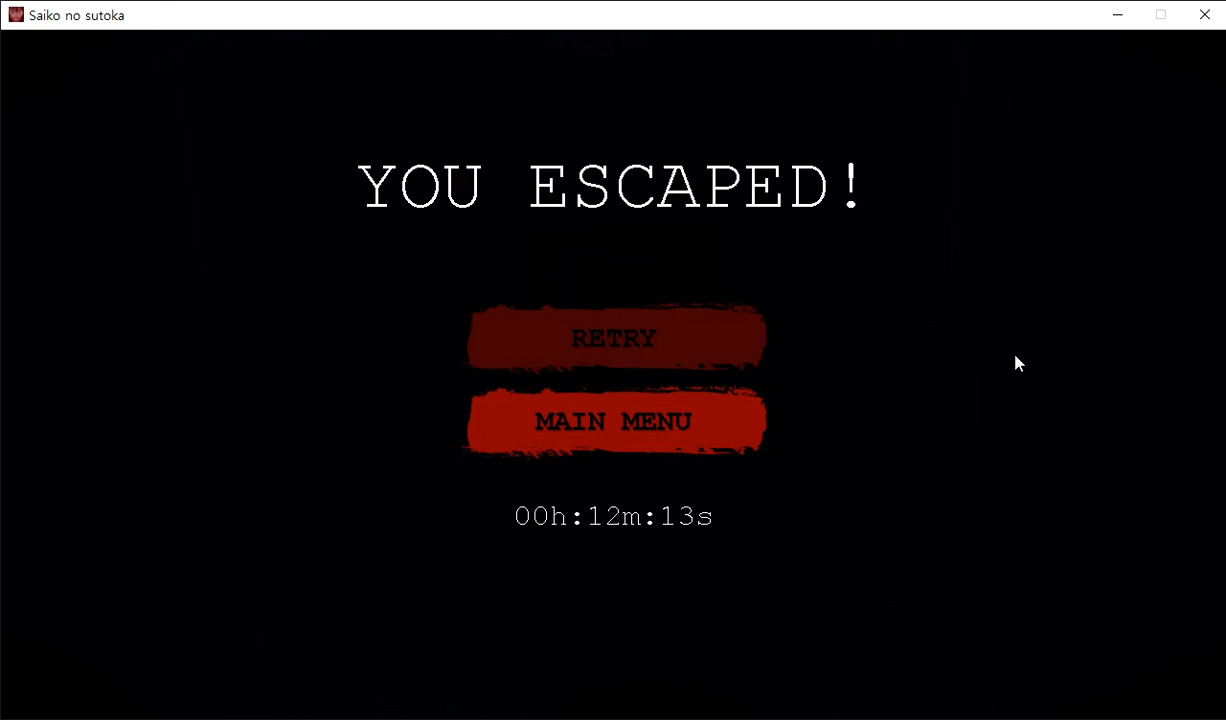 Saiko no sutoka
YOU ESCAPED!
RETRY
MAIN MENU
00h:12m:13s